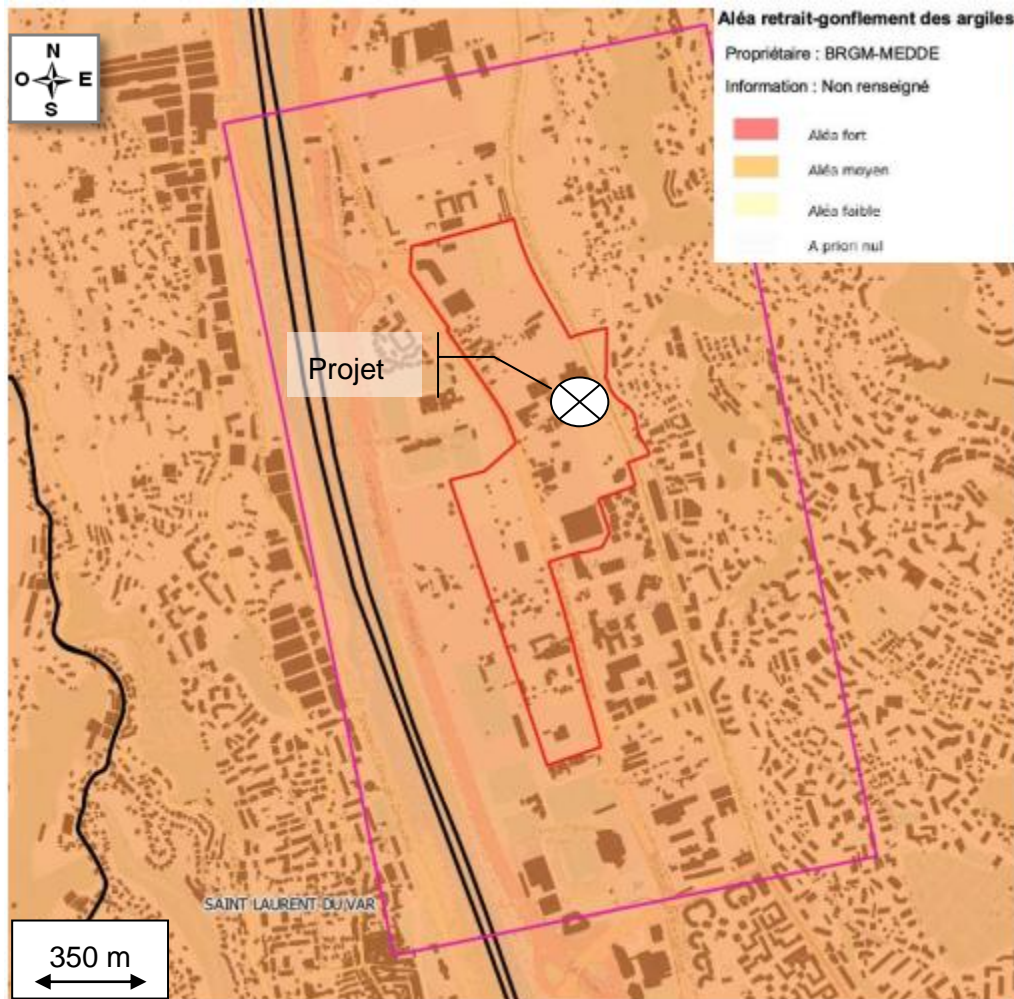 Aléa retrait-gonflement des argiles
Propriétaire : BRGM-MEDDE
Information : Non renseigné
Aléa fort
Aléa moyen
Aléa faible
A priori nul
N
O E
S
Projet
SAINT LAURENT-DU-VAR
350 m